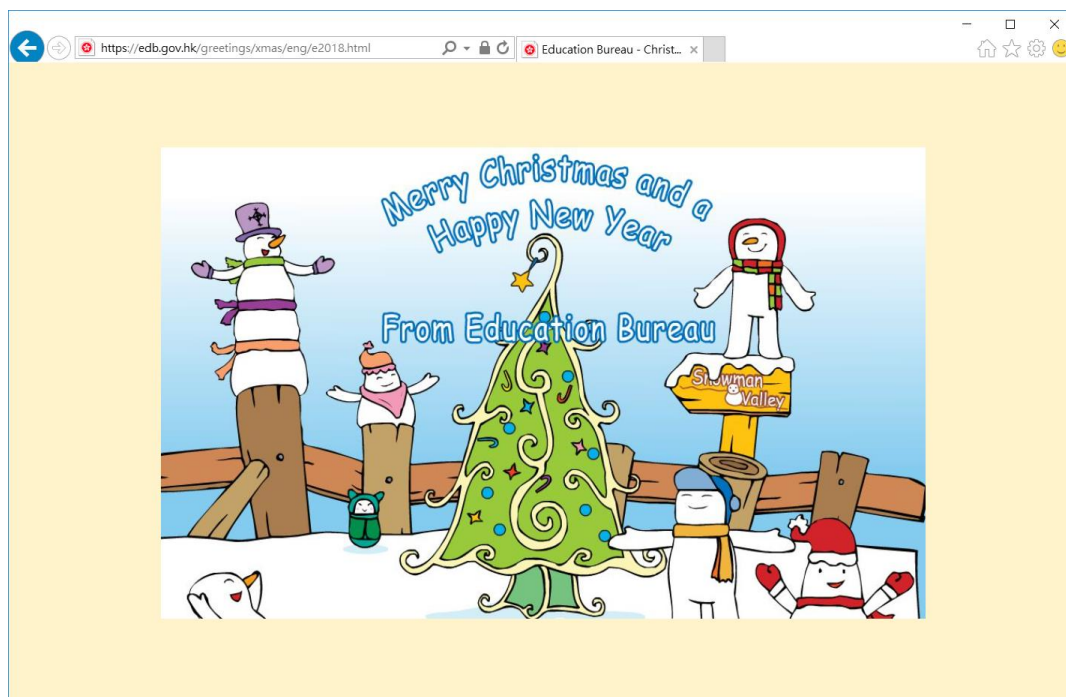 https://edb.gov.hk/greetings/xmas/eng/e2018.html
Education Bureau - Christ...
Merry Christmas and a
Happy New Year
From Education Bureau
Snowman
Valley